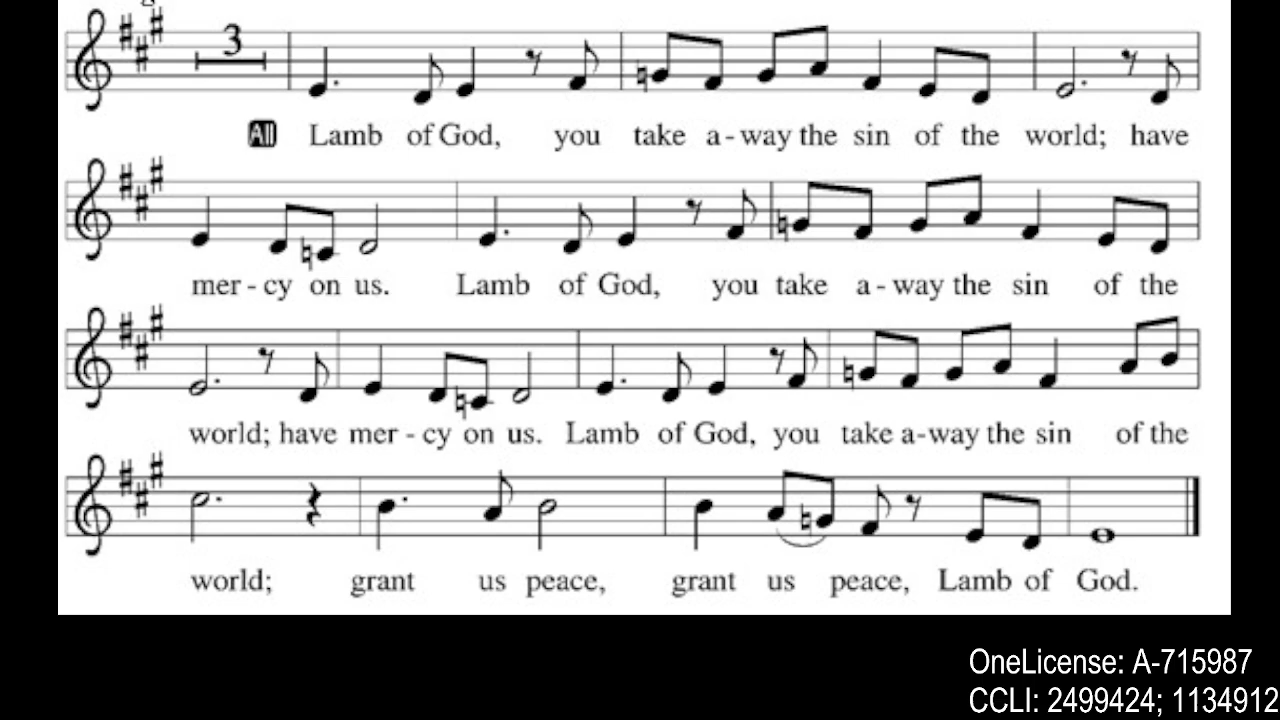 3
All Lamb of God, you take a-way the sin of the world; have
mer-cy on us. Lamb of God, you take a-way the sin of the
world; have mer-cy on us. Lamb of God, you take a-way the sin of the
world; grant us peace, grant us peace, Lamb of God.
OneLicense: A-715987
CCLI: 2499424; 1134912